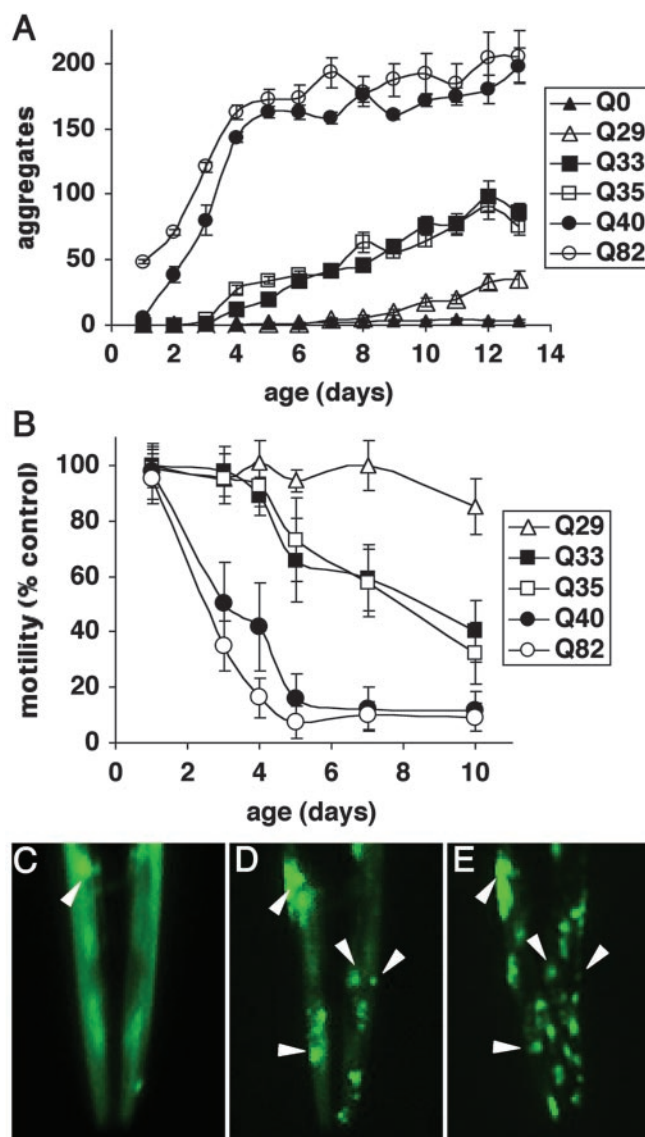 A
aggregates
200
150
100
50
0
0 2 4 6 8 10 12 14
age (days)
Q0
Q29
Q33
Q35
Q40
Q82
B
motility (% control)
100
80
60
40
20
0
0 2 4 6 8 10
age (days)
Q29
Q33
Q35
Q40
Q82
C D E